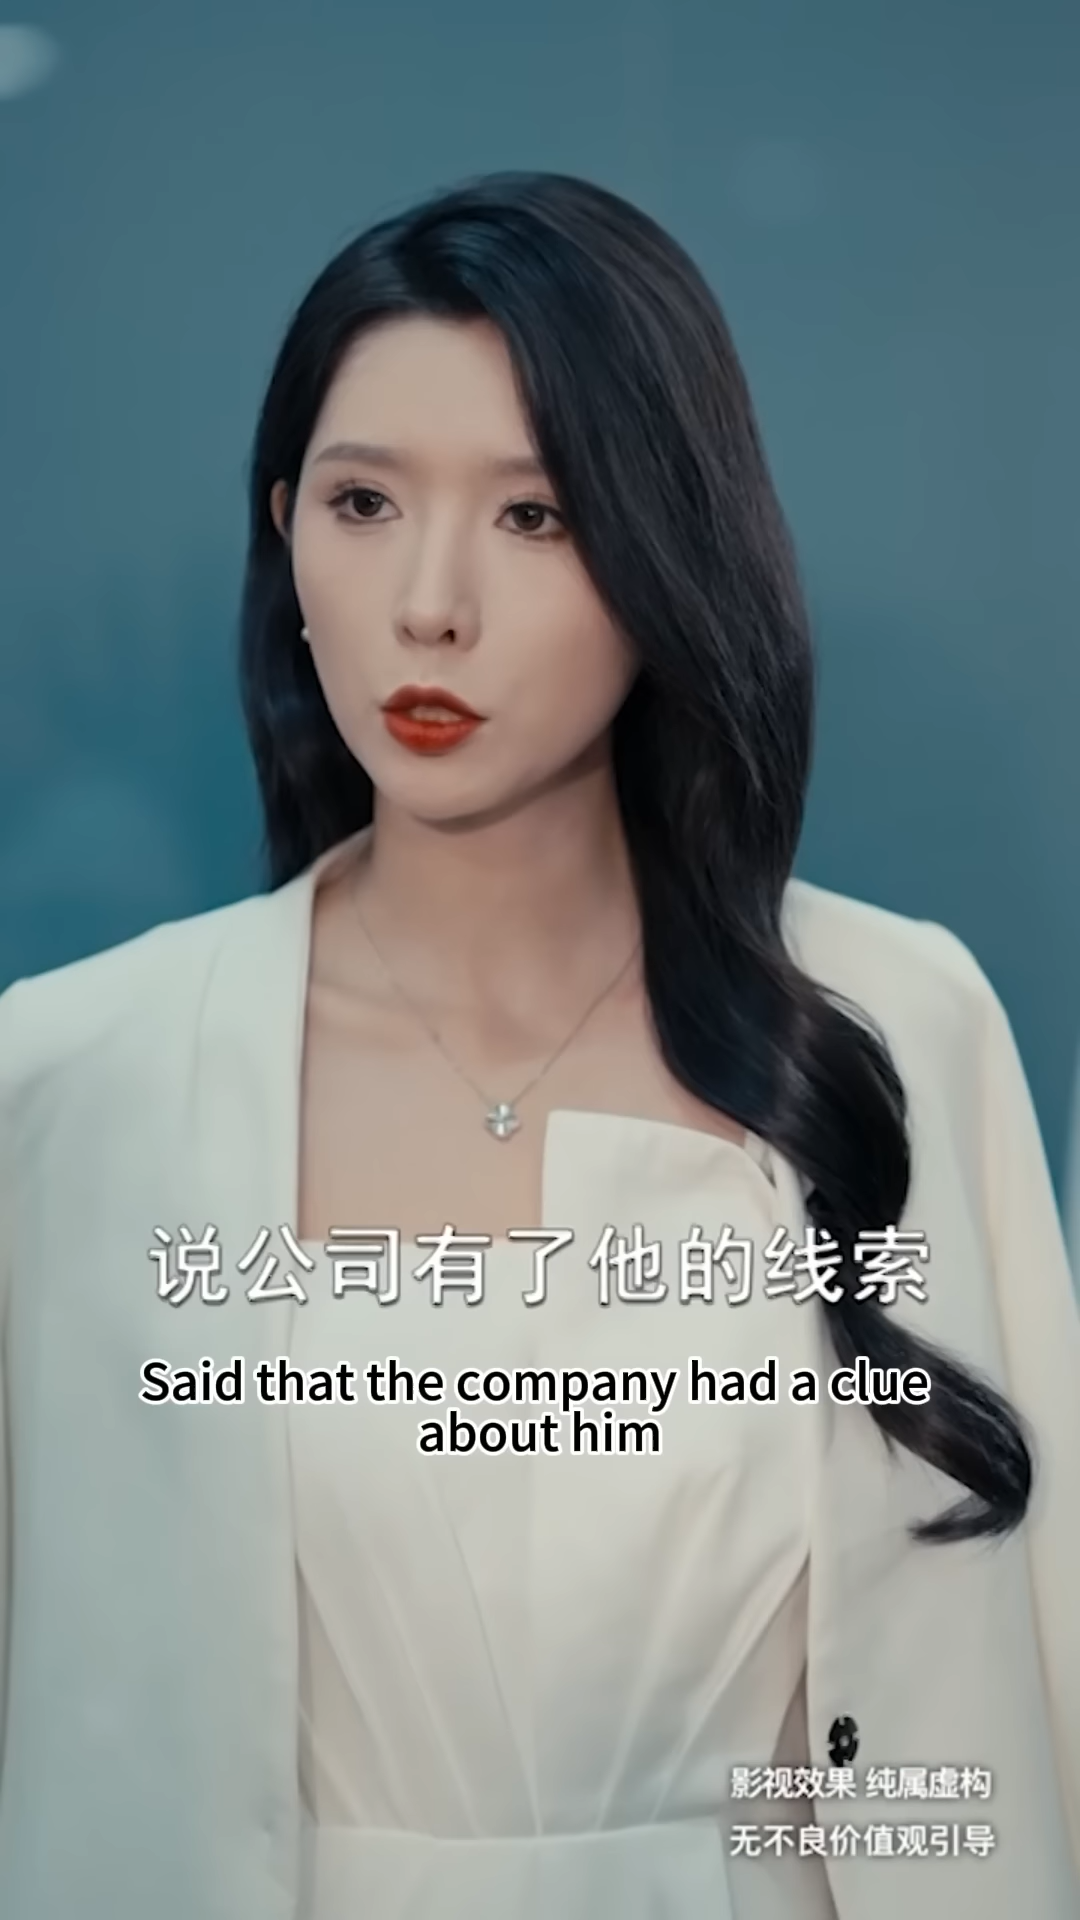 说公司有了他的线索
Said that the company had a clue
about him
影视效果 纯属虚构
无不良价值观引导